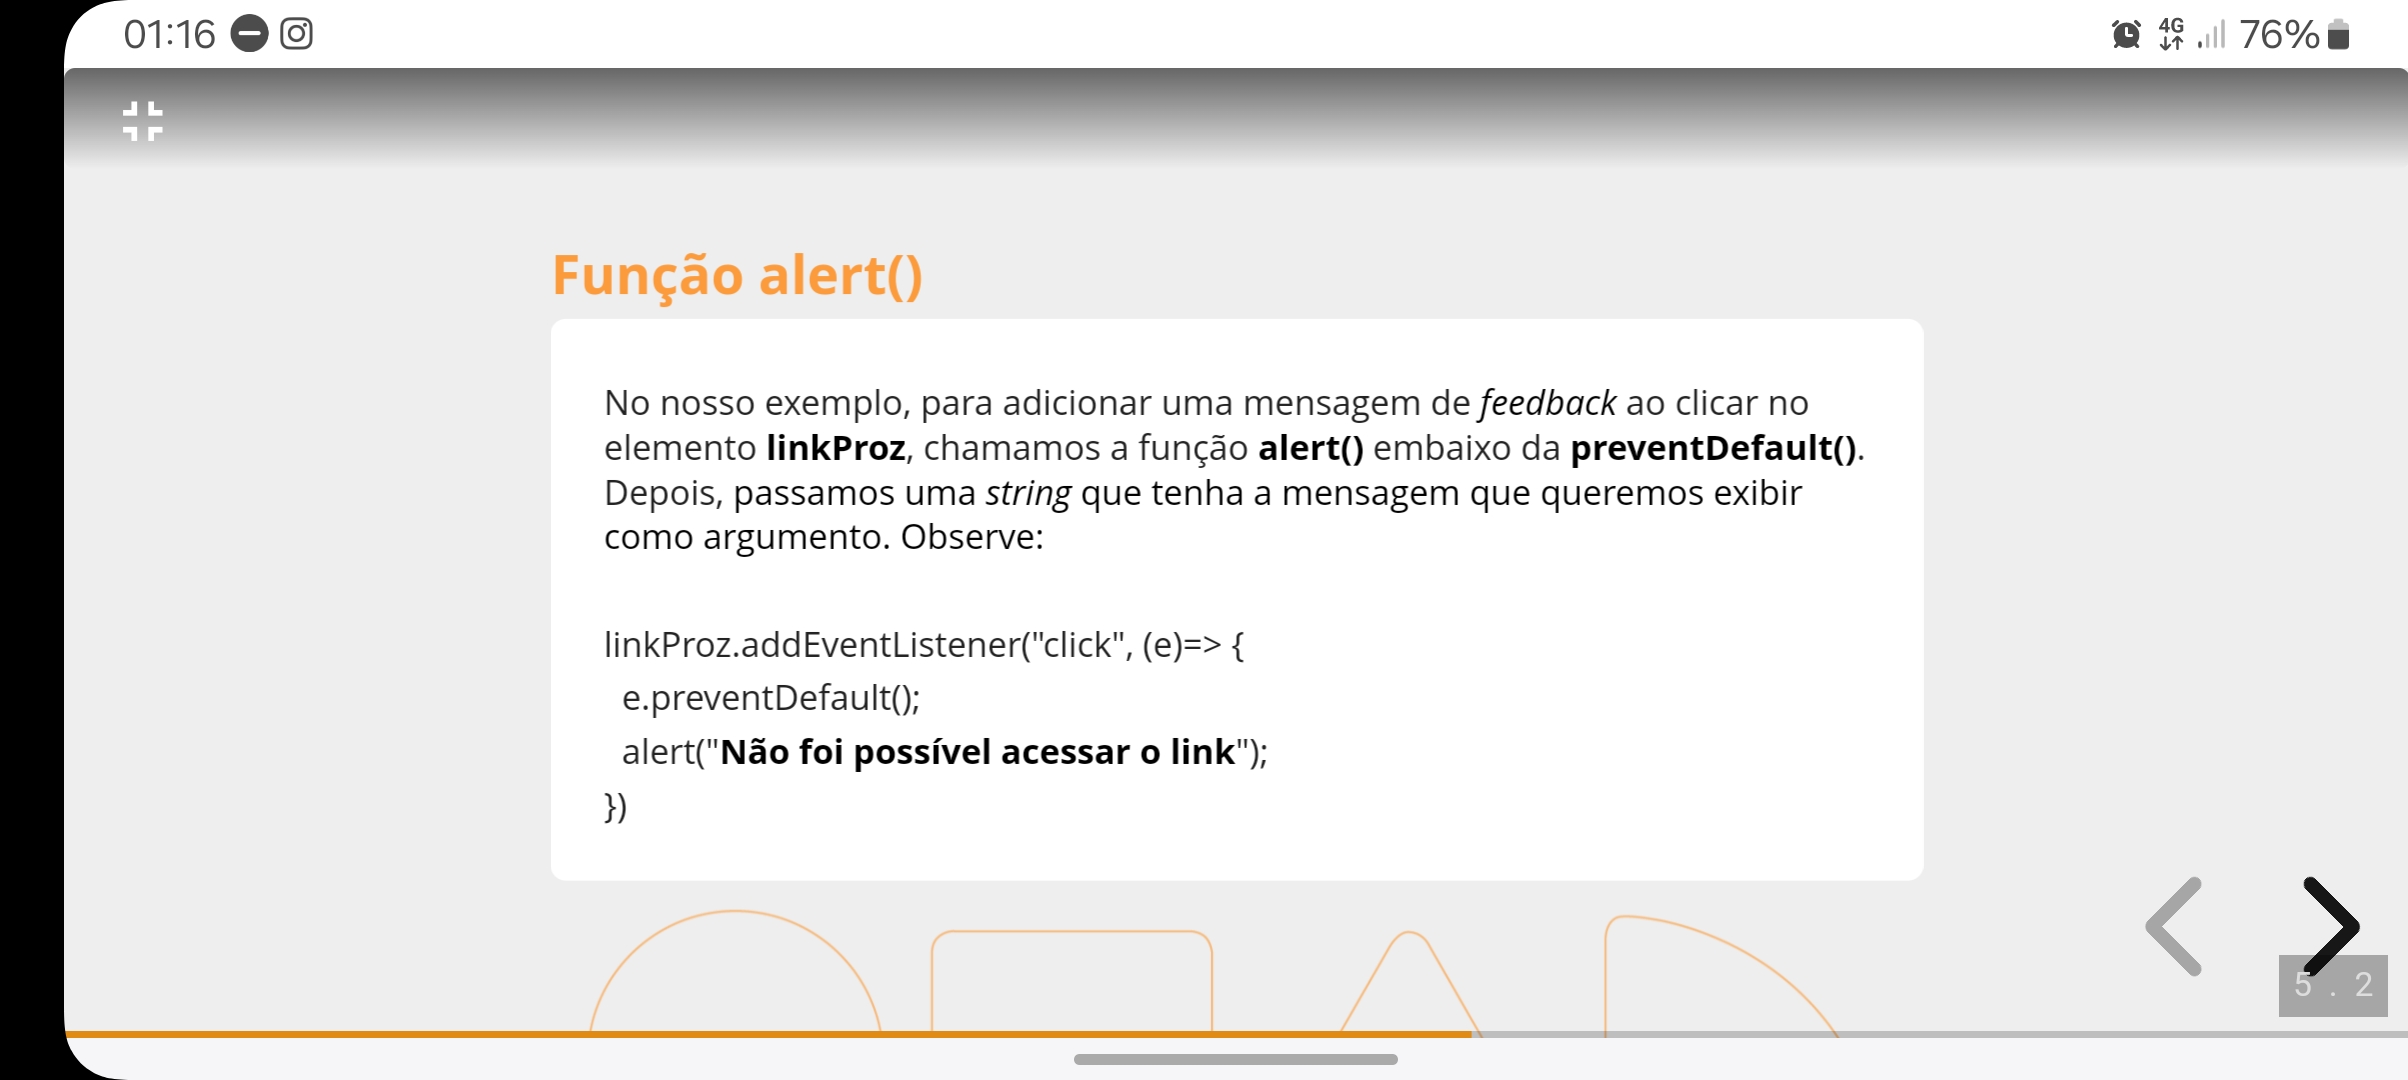 01:16
4G
76%
Função alert()
No nosso exemplo, para adicionar uma mensagem de feedback ao clicar no
elemento linkProz, chamamos a função alert() embaixo da preventDefault().
Depois, passamos uma string que tenha a mensagem que queremos exibir
como argumento. Observe:
linkProz.addEventListener("click", (e)=> {
e.preventDefault();
alert("Não foi possível acessar o link");
})
5 . 2